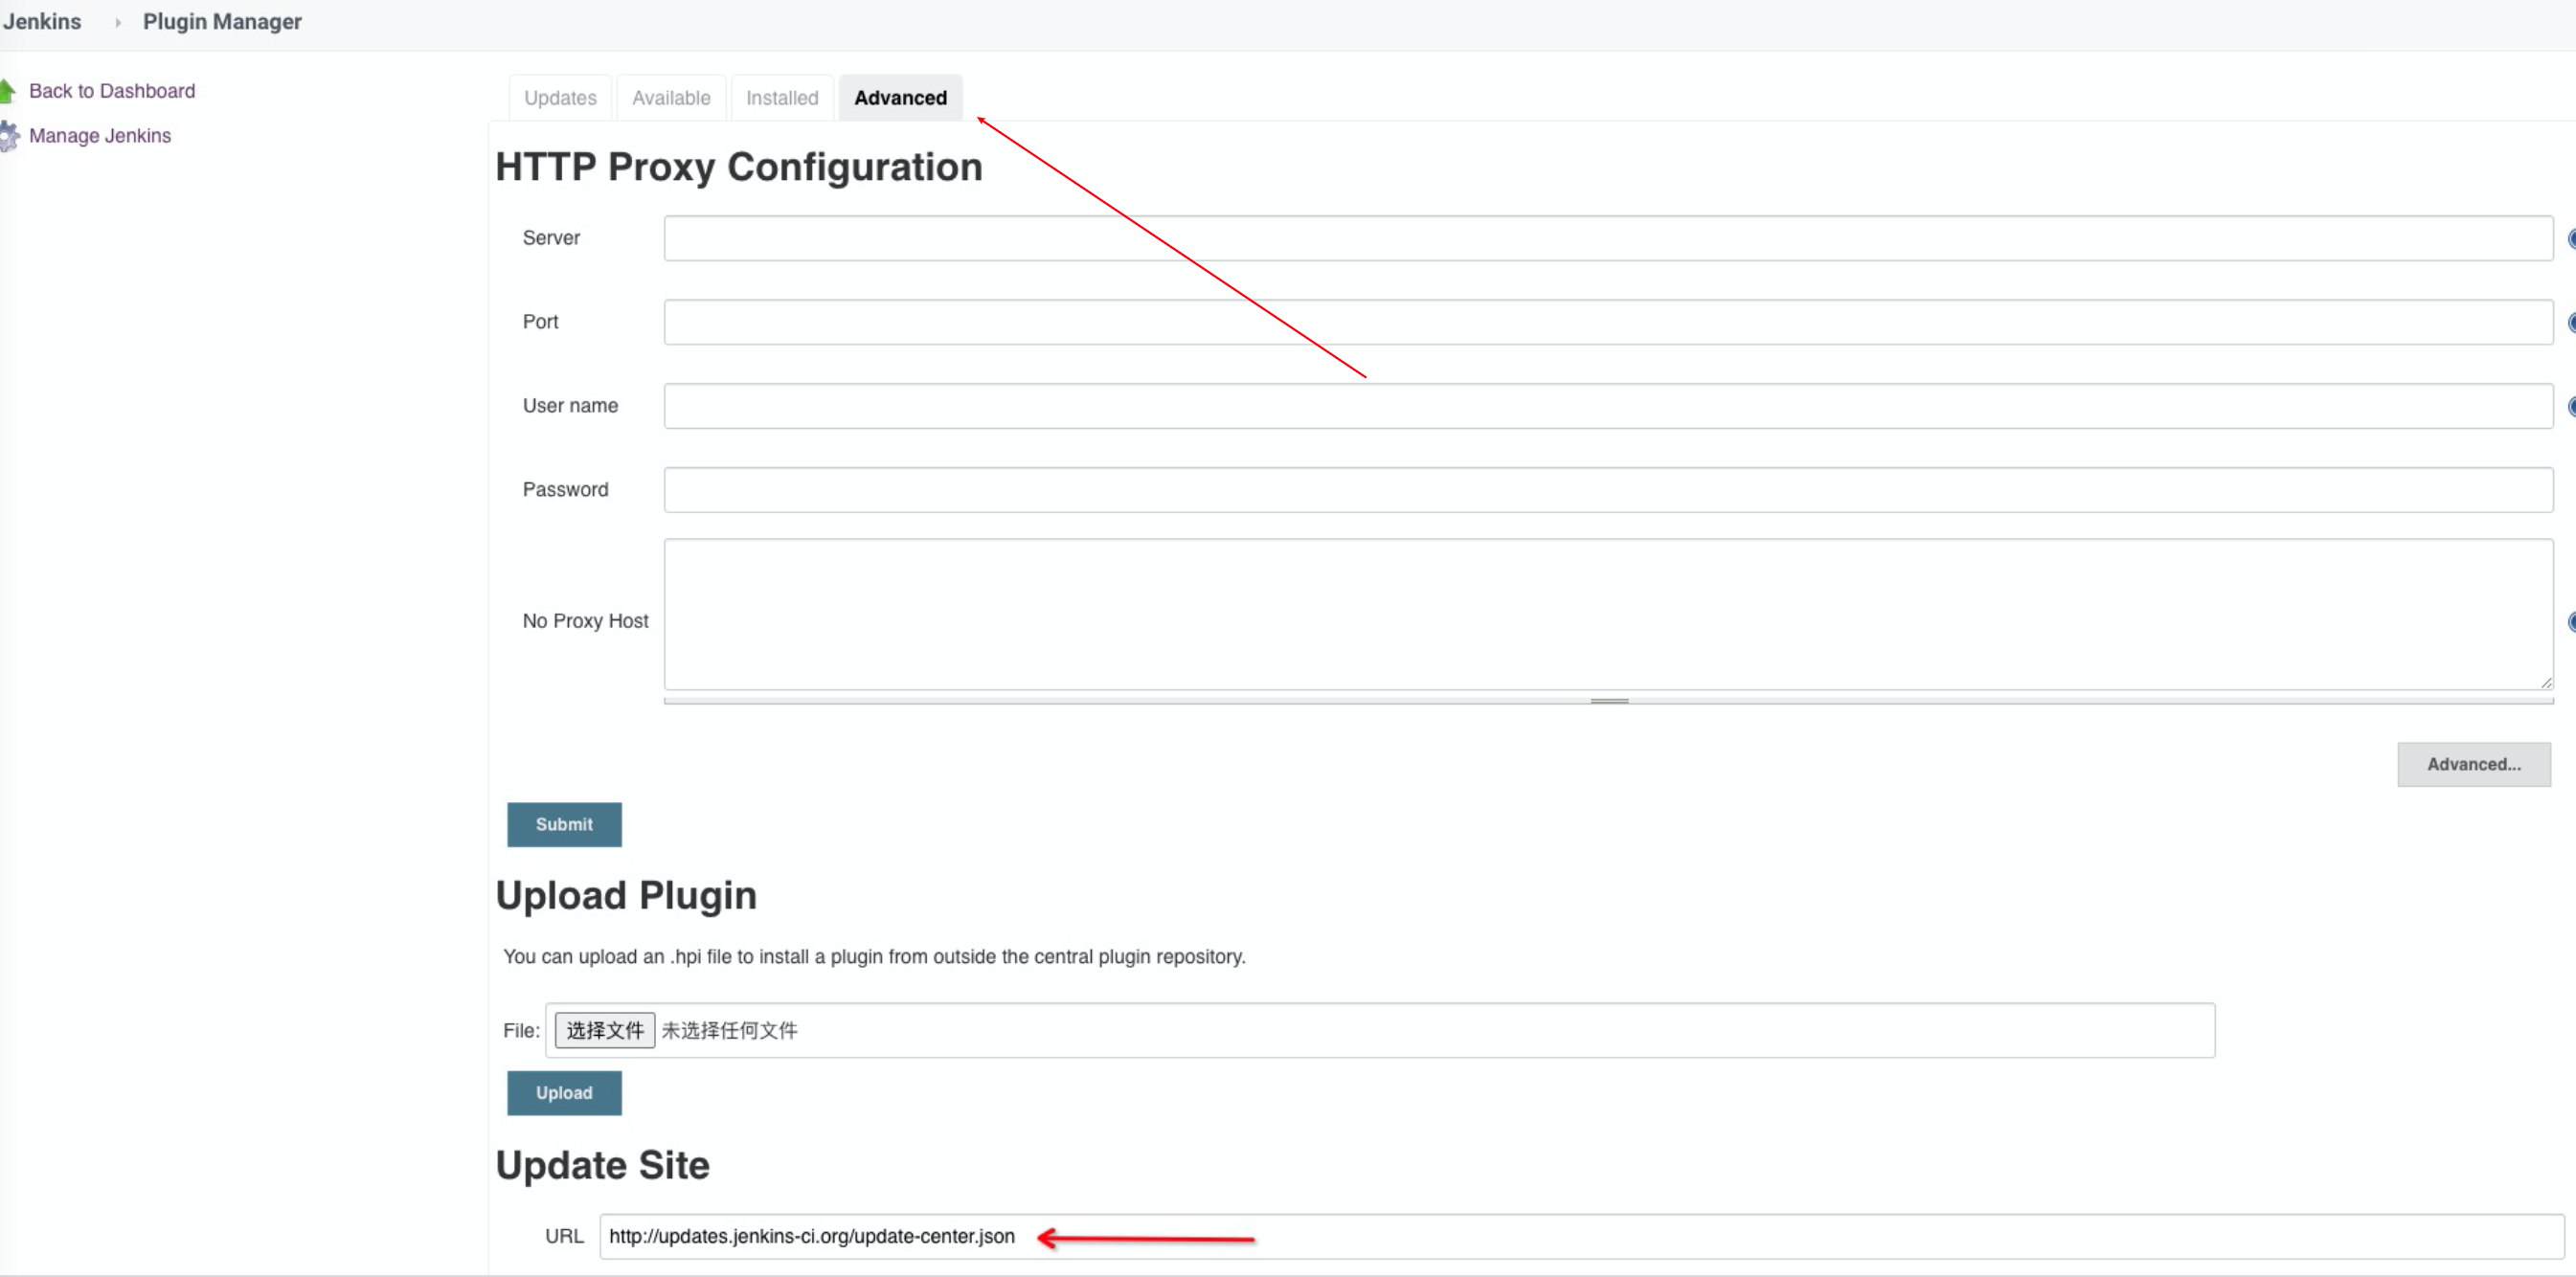 Jenkins Plugin Manager
Back to Dashboard
Manage Jenkins
Updates Available Installed Advanced
HTTP Proxy Configuration
Server
Port
User name
Password
No Proxy Host
Advanced...
Submit
Upload Plugin
You can upload an .hpi file to install a plugin from outside the central plugin repository.
File: 选择文件 未选择任何文件
Upload
Update Site
URL http://updates.jenkins-ci.org/update-center.json